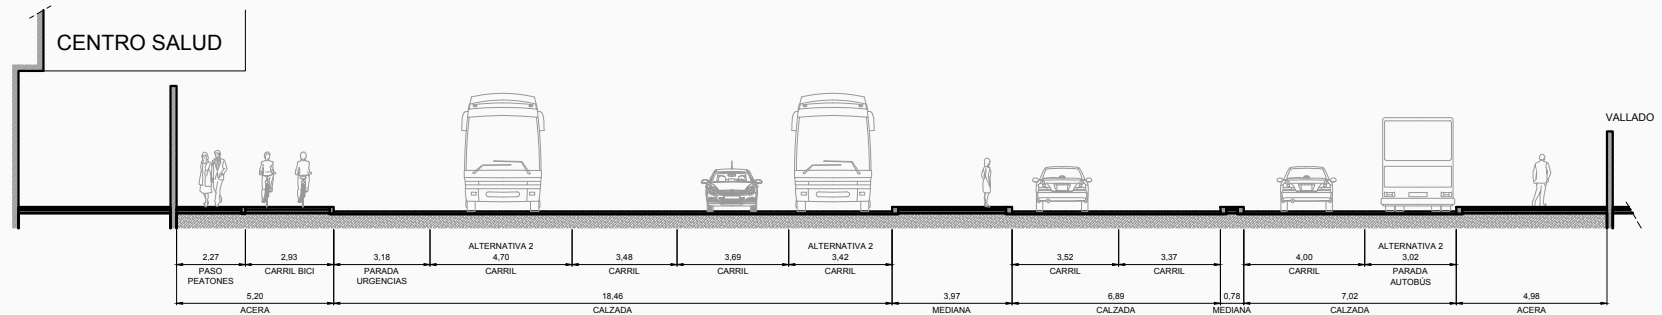 CENTRO SALUD
VALLADO
ALTERNATIVA 2
ALTERNATIVA 2
ALTERNATIVA 2
2,27
2,93
3,18
4,70
3,48
3,69
3,42
3,52
3,37
4,00
3,02
PASO
PEATONES
CARRIL BICI
PARADA
URGENCIAS
CARRIL
CARRIL
CARRIL
CARRIL
CARRIL
CARRIL
CARRIL
PARADA
AUTOBÚS
5,20
18,46
3,97
6,89
0,78
7,02
4,98
ACERA
CALZADA
MEDIANA
CALZADA
MEDIANA
CALZADA
ACERA